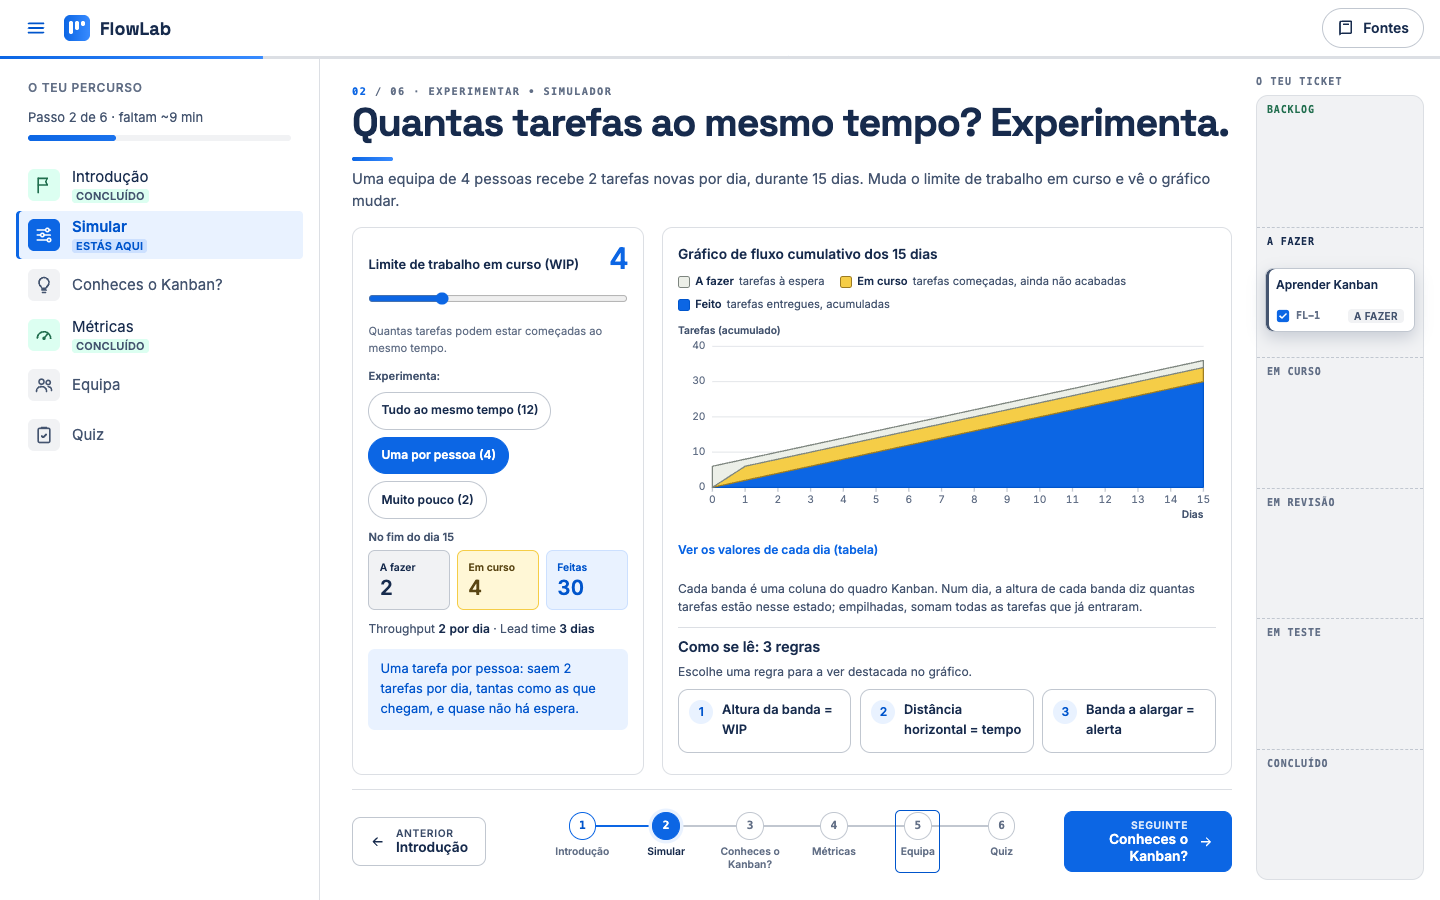 FlowLab
Fontes
O TEU PERCURSO
Passo 2 de 6 · faltam ~9 min
Introdução
CONCLUÍDO
Simular
ESTÁS AQUI
Conheces o Kanban?
Métricas
CONCLUÍDO
Equipa
Quiz
02 / 06 · EXPERIMENTAR • SIMULADOR
Quantas tarefas ao mesmo tempo? Experimenta.
Uma equipa de 4 pessoas recebe 2 tarefas novas por dia, durante 15 dias. Muda o limite de trabalho em curso e vê o gráfico
mudar.
Limite de trabalho em curso (WIP) 4
Quantas tarefas podem estar começadas ao
mesmo tempo.
Experimenta:
Tudo ao mesmo tempo (12)
Uma por pessoa (4)
Muito pouco (2)
No fim do dia 15
A fazer
2
Em curso
4
Feitas
30
Throughput 2 por dia · Lead time 3 dias
Uma tarefa por pessoa: saem 2
tarefas por dia, tantas como as que
chegam, e quase não há espera.
Gráfico de fluxo cumulativo dos 15 dias
A fazer tarefas à espera Em curso tarefas começadas, ainda não acabadas
Feito tarefas entregues, acumuladas
Tarefas (acumulado)
40
30
20
10
0
0 1 2 3 4 5 6 7 8 9 10 11 12 13 14 15
Dias
Ver os valores de cada dia (tabela)
Cada banda é uma coluna do quadro Kanban. Num dia, a altura de cada banda diz quantas
tarefas estão nesse estado; empilhadas, somam todas as tarefas que já entraram.
Como se lê: 3 regras
Escolhe uma regra para a ver destacada no gráfico.
1 Altura da banda =
WIP
2 Distância
horizontal = tempo
3 Banda a alargar =
alerta
ANTERIOR
Introdução
1
Introdução
2
Simular
3
Conheces o
Kanban?
4
Métricas
5
Equipa
6
Quiz
SEGUINTE
Conheces o
Kanban?
O TEU TICKET
BACKLOG
A FAZER
Aprender Kanban
FL-1 A FAZER
EM CURSO
EM REVISÃO
EM TESTE
CONCLUÍDO